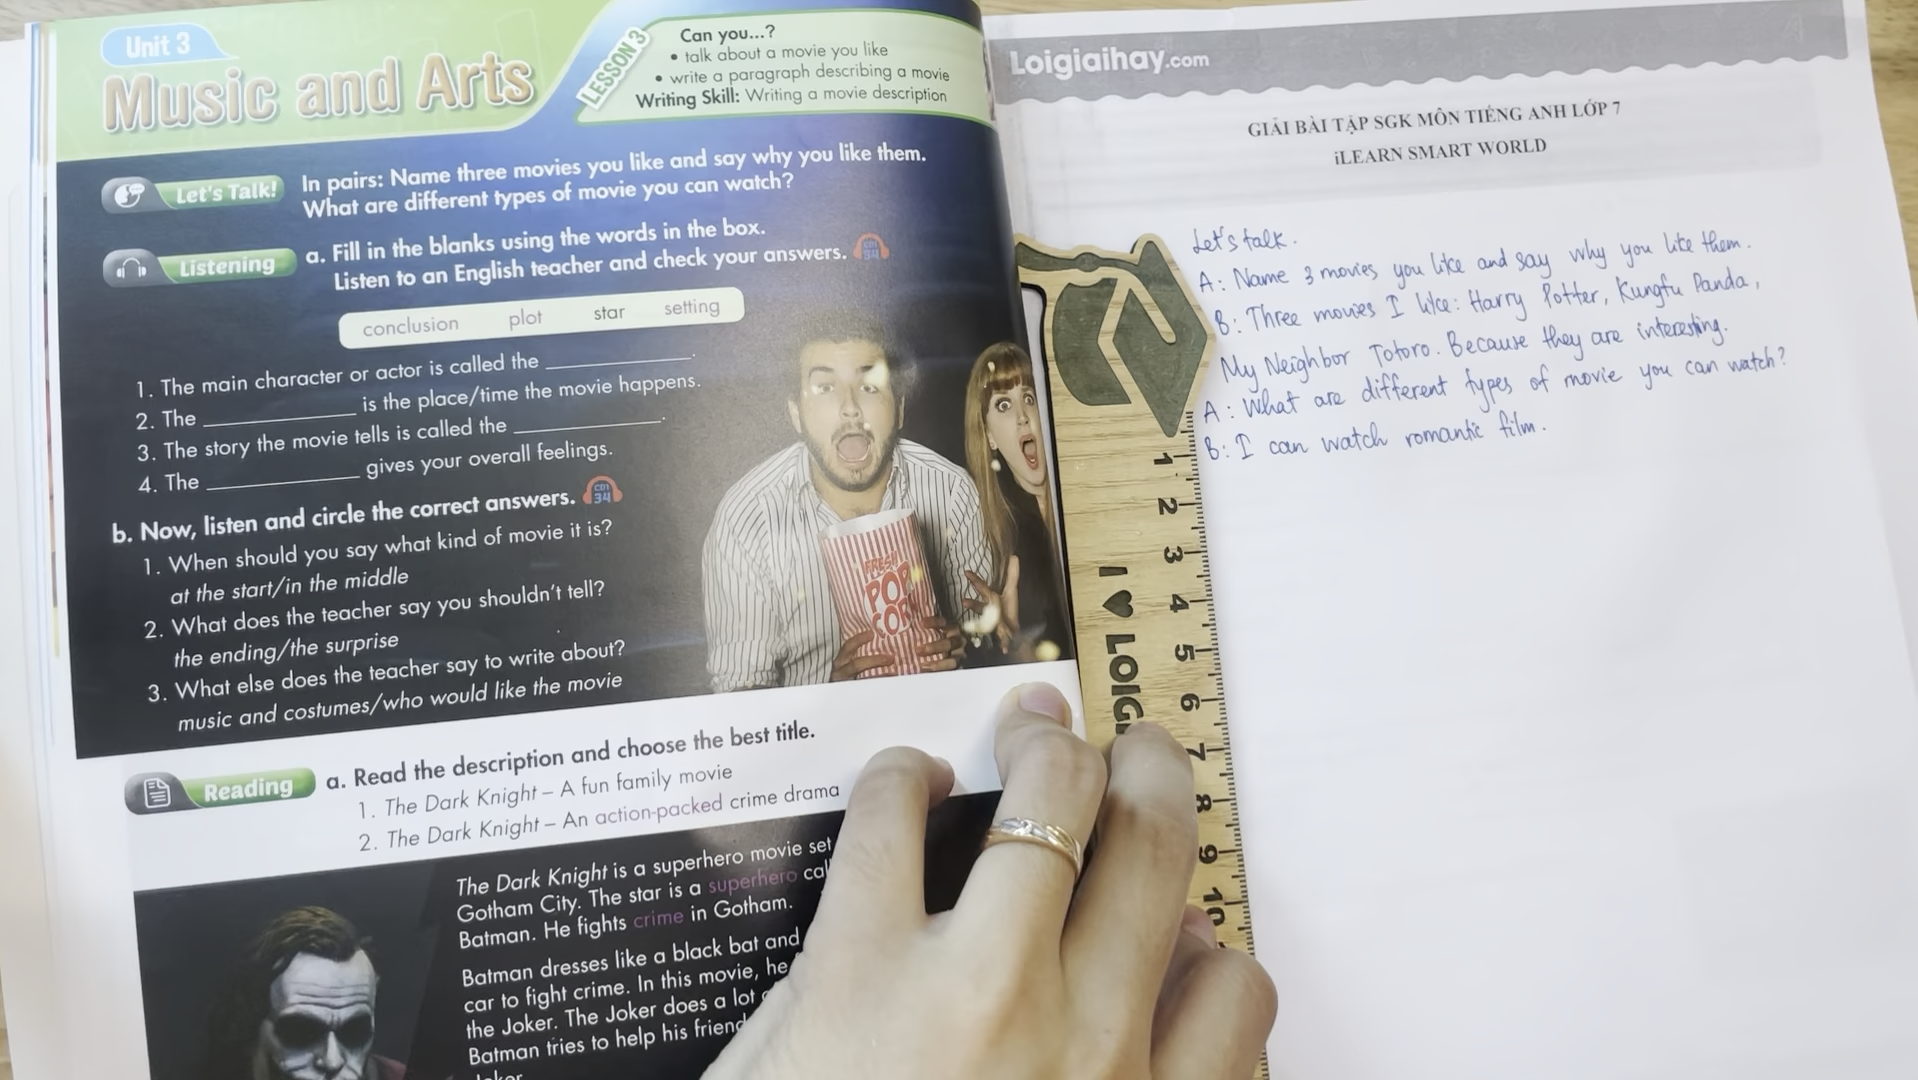 Unit 3
Music and Arts
LESSON 3
Can you...?
• talk about a movie you like
• write a paragraph describing a movie
Writing Skill: Writing a movie description
Let's Talk!
In pairs: Name three movies you like and say why you like them.
What are different types of movie you can watch?
Listening
a. Fill in the blanks using the words in the box.
Listen to an English teacher and check your answers.
CD1
34
conclusion plot star setting
1. The main character or actor is called the ____________.
2. The ____________ is the place/time the movie happens.
3. The story the movie tells is called the ____________.
4. The ____________ gives your overall feelings.
b. Now, listen and circle the correct answers.
CD1
34
1. When should you say what kind of movie it is?
at the start/in the middle
2. What does the teacher say you shouldn't tell?
the ending/the surprise
3. What else does the teacher say to write about?
music and costumes/who would like the movie
FRESH
POP
CORN
Reading
a. Read the description and choose the best title.
1. The Dark Knight – A fun family movie
2. The Dark Knight – An action-packed crime drama
The Dark Knight is a superhero movie set
Gotham City. The star is a superhero
Batman. He fights crime in Gotham.
Batman dresses like a black bat and
car to fight crime. In this movie, he
the Joker. The Joker does a lot
Batman tries to help his
Joker
Loigiaihay.com
GIẢI BÀI TẬP SGK MÔN TIẾNG ANH LỚP 7
iLEARN SMART WORLD
Let's talk.
A: Name 3 movies you like and say why you like them.
B: Three movies I like: Harry Potter, Kungfu Panda,
My Neighbor Totoro. Because they are interesting.
A: What are different types of movie you can watch?
B: I can watch romantic film.
1 2 3 4 5 6 7 8 9 10
I ♥ LOIG